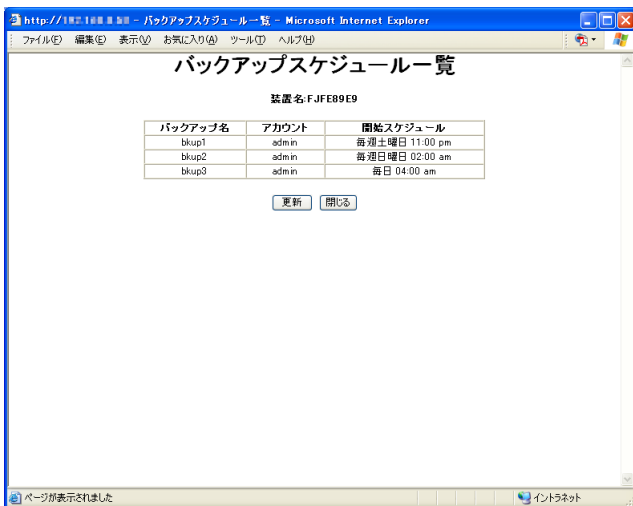 http:// - バックアップスケジュール一覧 - Microsoft Internet Explorer
ファイル(F) 編集(E) 表示(V) お気に入り(A) ツール(T) ヘルプ(H)
バックアップスケジュール一覧
装置名:FJFE89E9
バックアップ名 アカウント 開始スケジュール
bkup1 admin 毎週土曜日 11:00 pm
bkup2 admin 毎週日曜日 02:00 am
bkup3 admin 毎日 04:00 am
更新 閉じる
ページが表示されました イントラネット